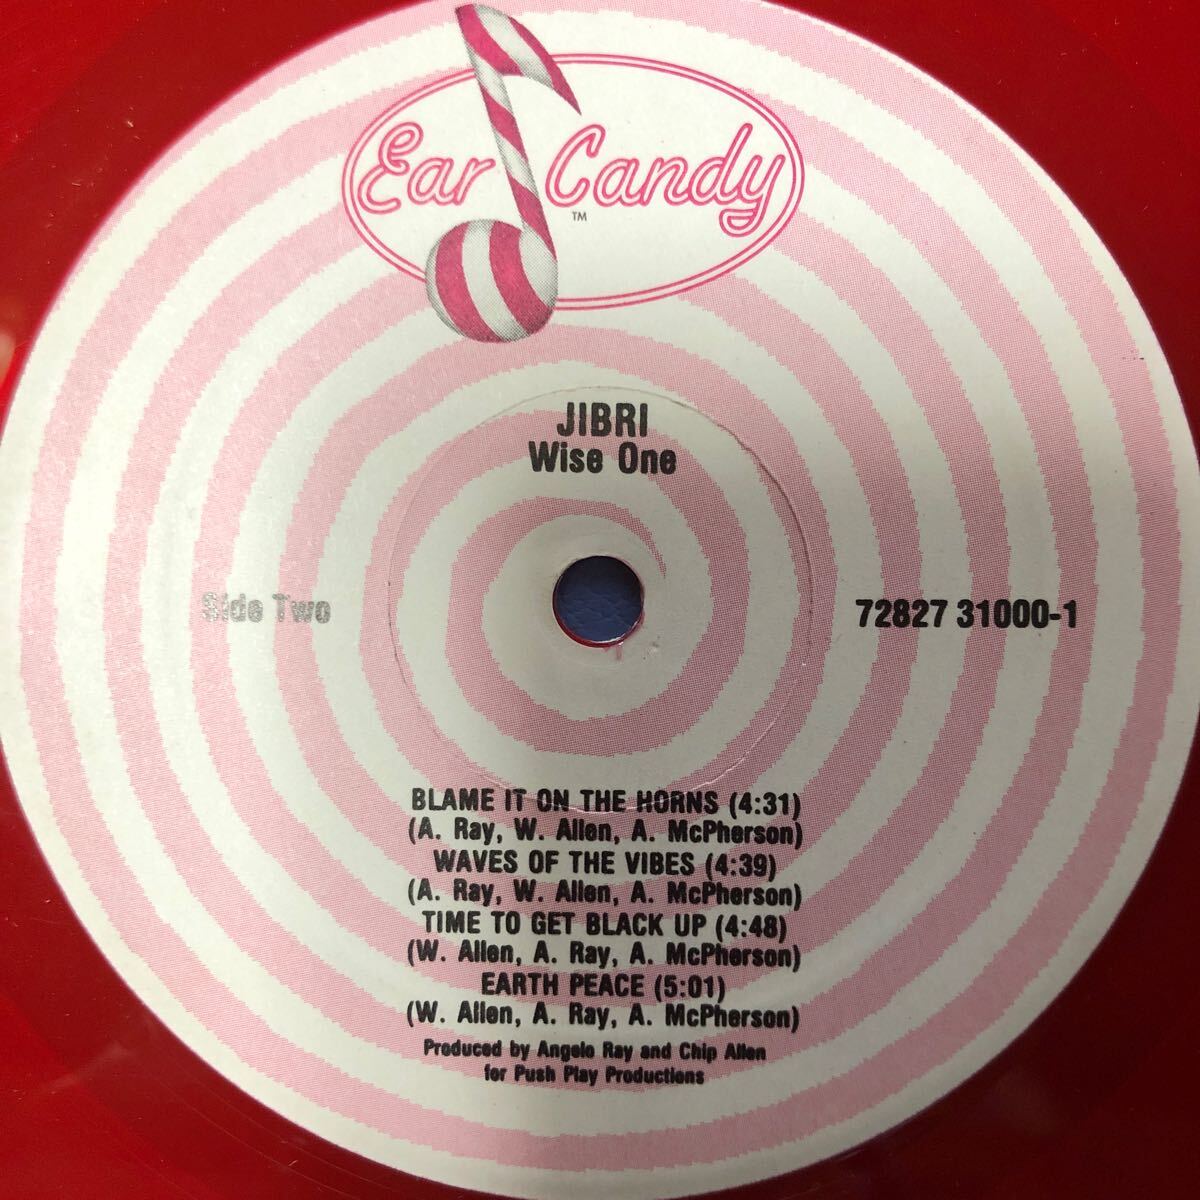 Ear Candy
TM
JIBRI
Wise One
Side Two
72827 31000-1
BLAME IT ON THE HORNS (4:31)
(A. Ray, W. Allen, A. McPherson)
WAVES OF THE VIBES (4:39)
(A. Ray, W. Allen, A. McPherson)
TIME TO GET BLACK UP (4:48)
(W. Allen, A. Ray, A. McPherson)
EARTH PEACE (5:01)
(W. Allen, A. Ray, A. McPherson)
Produced by Angelo Ray and Chip Allen
for Push Play Productions